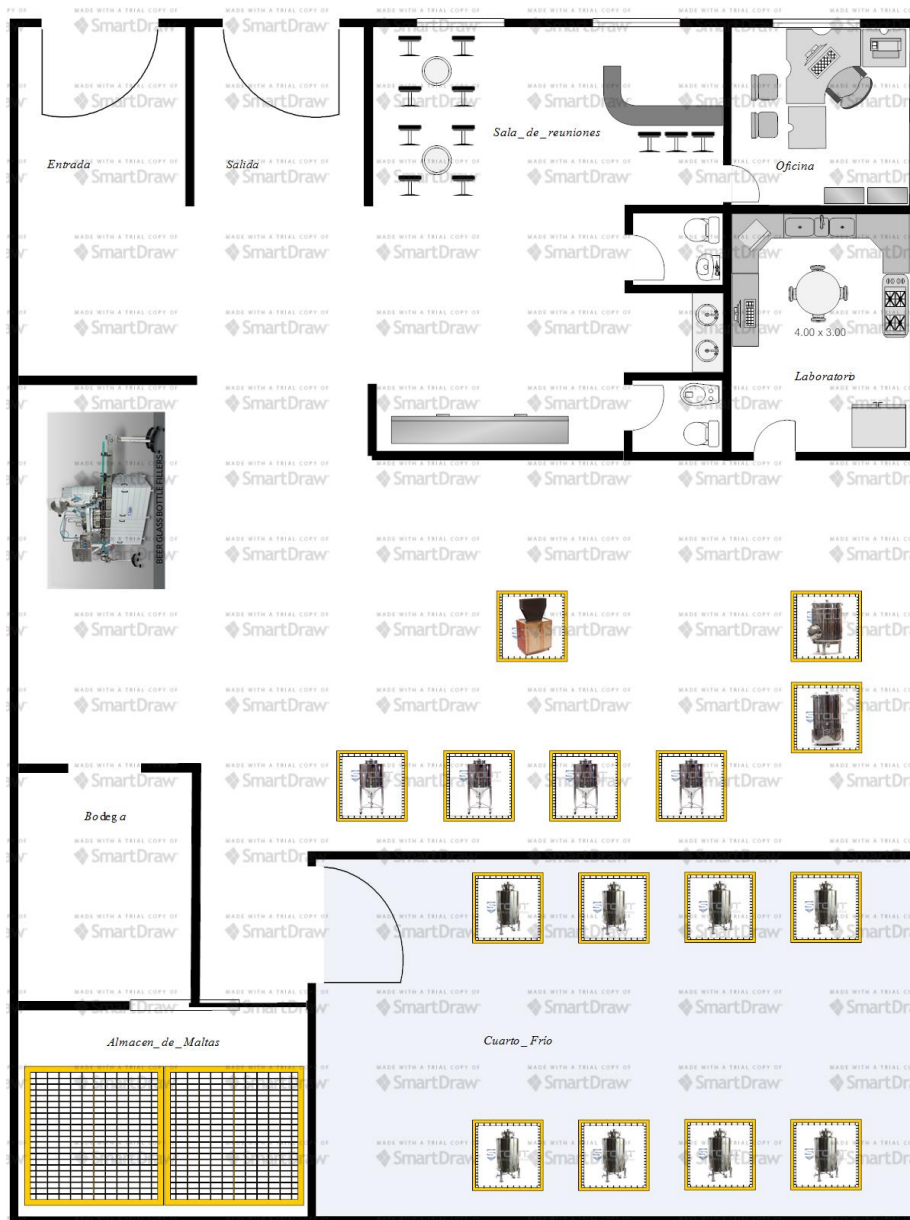 Entrada
Salida
Sala_de_reuniones
Oficina
4.00 x 3.00
Laboratorio
BEER GLASS BOTTLE FILLERS
Bodega
Almacen_de_Maltas
Cuarto_Frio
MADE WITH A TRIAL COPY OF
SmartDraw